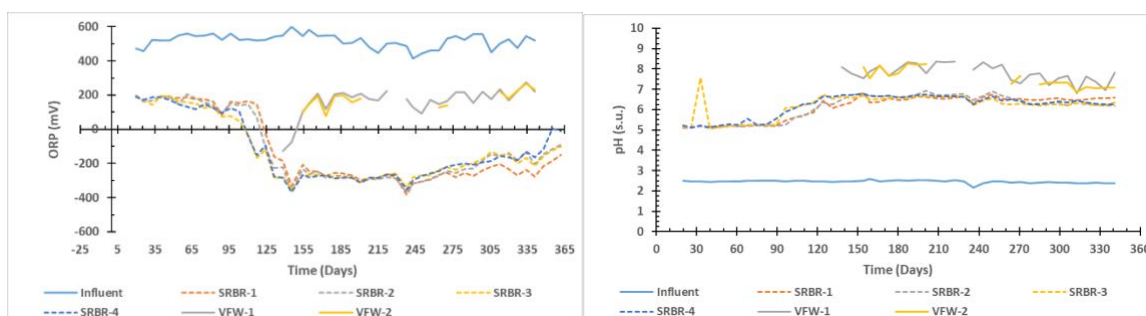 600
400
200
0
-200
-400
-600
ORP (mV)
-25 5 35 65 95 125 155 185 215 245 275 305 335 365
Time (Days)
Influent SRBR-1 SRBR-2 SRBR-3
SRBR-4 VFW-1 VFW-2
10
9
8
7
6
5
4
3
2
1
0
pH (s.u.)
0 30 60 90 120 150 180 210 240 270 300 330 360
Time (Days)
Influent SRBR-1 SRBR-2 SRBR-3
SRBR-4 VFW-1 VFW-2